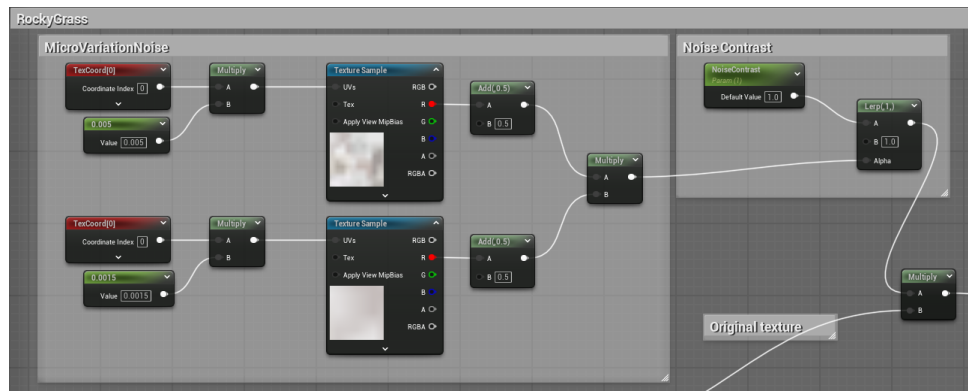 RockyGrass
MicroVariationNoise
TexCoord[0]
Coordinate Index 0
0.005
Value 0.005
Multiply
A
B
Texture Sample
UVs RGB
Tex R
Apply View MipBias G
B
A
RGBA
Add(,0.5)
A
B 0.5
TexCoord[0]
Coordinate Index 0
0.0015
Value 0.0015
Multiply
A
B
Texture Sample
UVs RGB
Tex R
Apply View MipBias G
B
A
RGBA
Add(,0.5)
A
B 0.5
Multiply
A
B
Noise Contrast
NoiseContrast
Param (1)
Default Value 1.0
Lerp(,1,)
A
B 1.0
Alpha
Original texture
Multiply
A
B